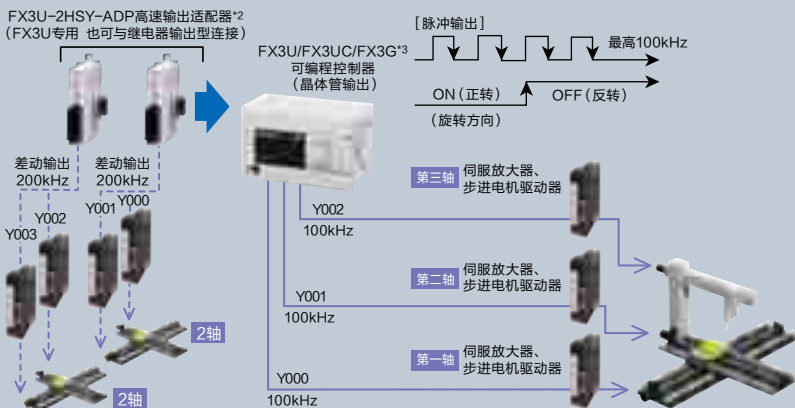 FX3U-2HSY-ADP高速输出适配器*2
（FX3U专用 也可与继电器输出型连接）
FX3U/FX3UC/FX3G*3
可编程控制器
（晶体管输出）
[脉冲输出]
最高100kHz
ON（正转）
OFF（反转）
（旋转方向）
差动输出
200kHz
差动输出
200kHz
Y003
Y002
Y001
Y000
2轴
2轴
第三轴
伺服放大器、
步进电机驱动器
Y002
100kHz
第二轴
伺服放大器、
步进电机驱动器
Y001
100kHz
第一轴
伺服放大器、
步进电机驱动器
Y000
100kHz